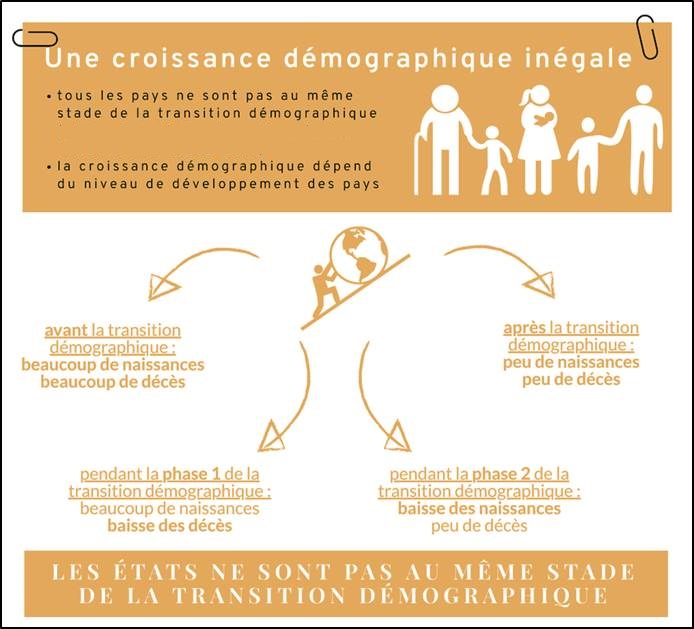 Une croissance démographique inégale
• tous les pays ne sont pas au même
stade de la transition démographique
• la croissance démographique dépend
du niveau de développement des pays
avant la transition
démographique :
beaucoup de naissances
beaucoup de décès
après la transition
démographique :
peu de naissances
peu de décès
pendant la phase 1 de la
transition démographique :
beaucoup de naissances
baisse des décès
pendant la phase 2 de la
transition démographique :
baisse des naissances
peu de décès
LES ÉTATS NE SONT PAS AU MÊME STADE
DE LA TRANSITION DÉMOGRAPHIQUE